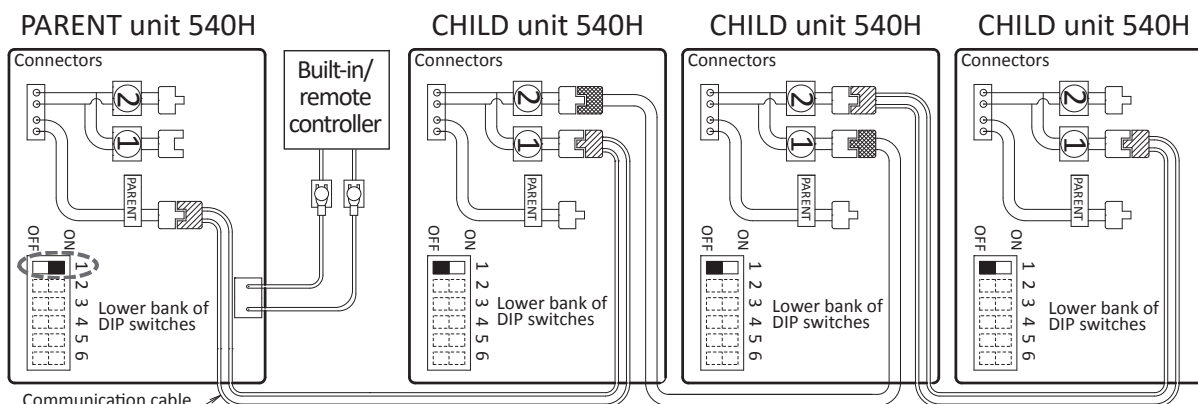 PARENT unit 540H
Connectors
2
1
PARENT
OFF
ON
1
2
3
4
5
6
Lower bank of
DIP switches
Communication cable
Built-in/
remote
controller
CHILD unit 540H
Connectors
2
1
PARENT
OFF
ON
1
2
3
4
5
6
Lower bank of
DIP switches
CHILD unit 540H
Connectors
2
1
PARENT
OFF
ON
1
2
3
4
5
6
Lower bank of
DIP switches
CHILD unit 540H
Connectors
2
1
PARENT
OFF
ON
1
2
3
4
5
6
Lower bank of
DIP switches